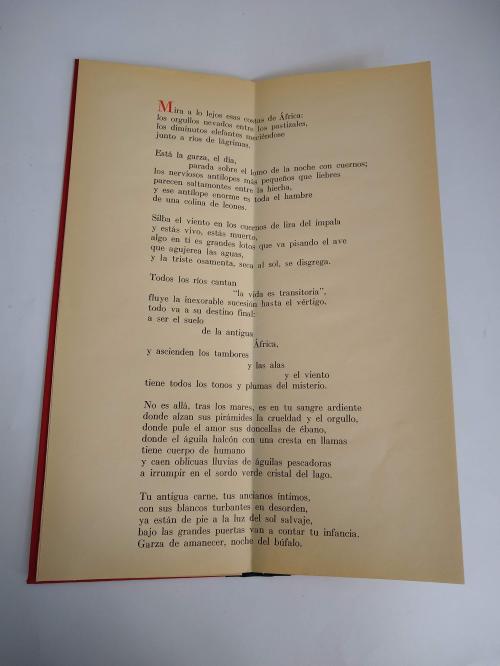 Mira a lo lejos esas costas de África:
los orgullos nevados entre los pastizales,
los diminutos elefantes meciéndose
junto a ríos de lágrimas.
Está la garza, el día,
parada sobre el lomo de la noche con cuernos;
los nerviosos antílopes más pequeños que liebres
parecen saltamontes entre la hierba,
y ese antílope enorme es toda el hambre
de una colina de leones.
Silba el viento en los cuernos de lira del impala
y estás vivo, estás muerto,
algo en ti es grandes lotos que va pisando el ave
que agujerea las aguas,
y la triste osamenta, seca al sol, se disgrega.
Todos los ríos cantan
"la vida es transitoria",
fluye la inexorable sucesión hasta el vértigo,
todo va a su destino final:
a ser el suelo
de la antigua
África,
y ascienden los tambores
y las alas
y el viento
tiene todos los tonos y plumas del misterio.
No es allá, tras los mares, es en tu sangre ardiente
donde alzan sus pirámides la crueldad y el orgullo,
donde pule el amor sus doncellas de ébano,
donde el águila halcón con una cresta en llamas
tiene cuerpo de humano
y caen oblicuas lluvias de águilas pescadoras
a irrumpir en el sordo verde cristal del lago.
Tu antigua carne, tus ancianos íntimos,
con sus blancos turbantes en desorden,
ya están de pie a la luz del sol salvaje,
bajo las grandes puertas van a contar tu infancia.
Garza de amanecer, noche del búfalo.